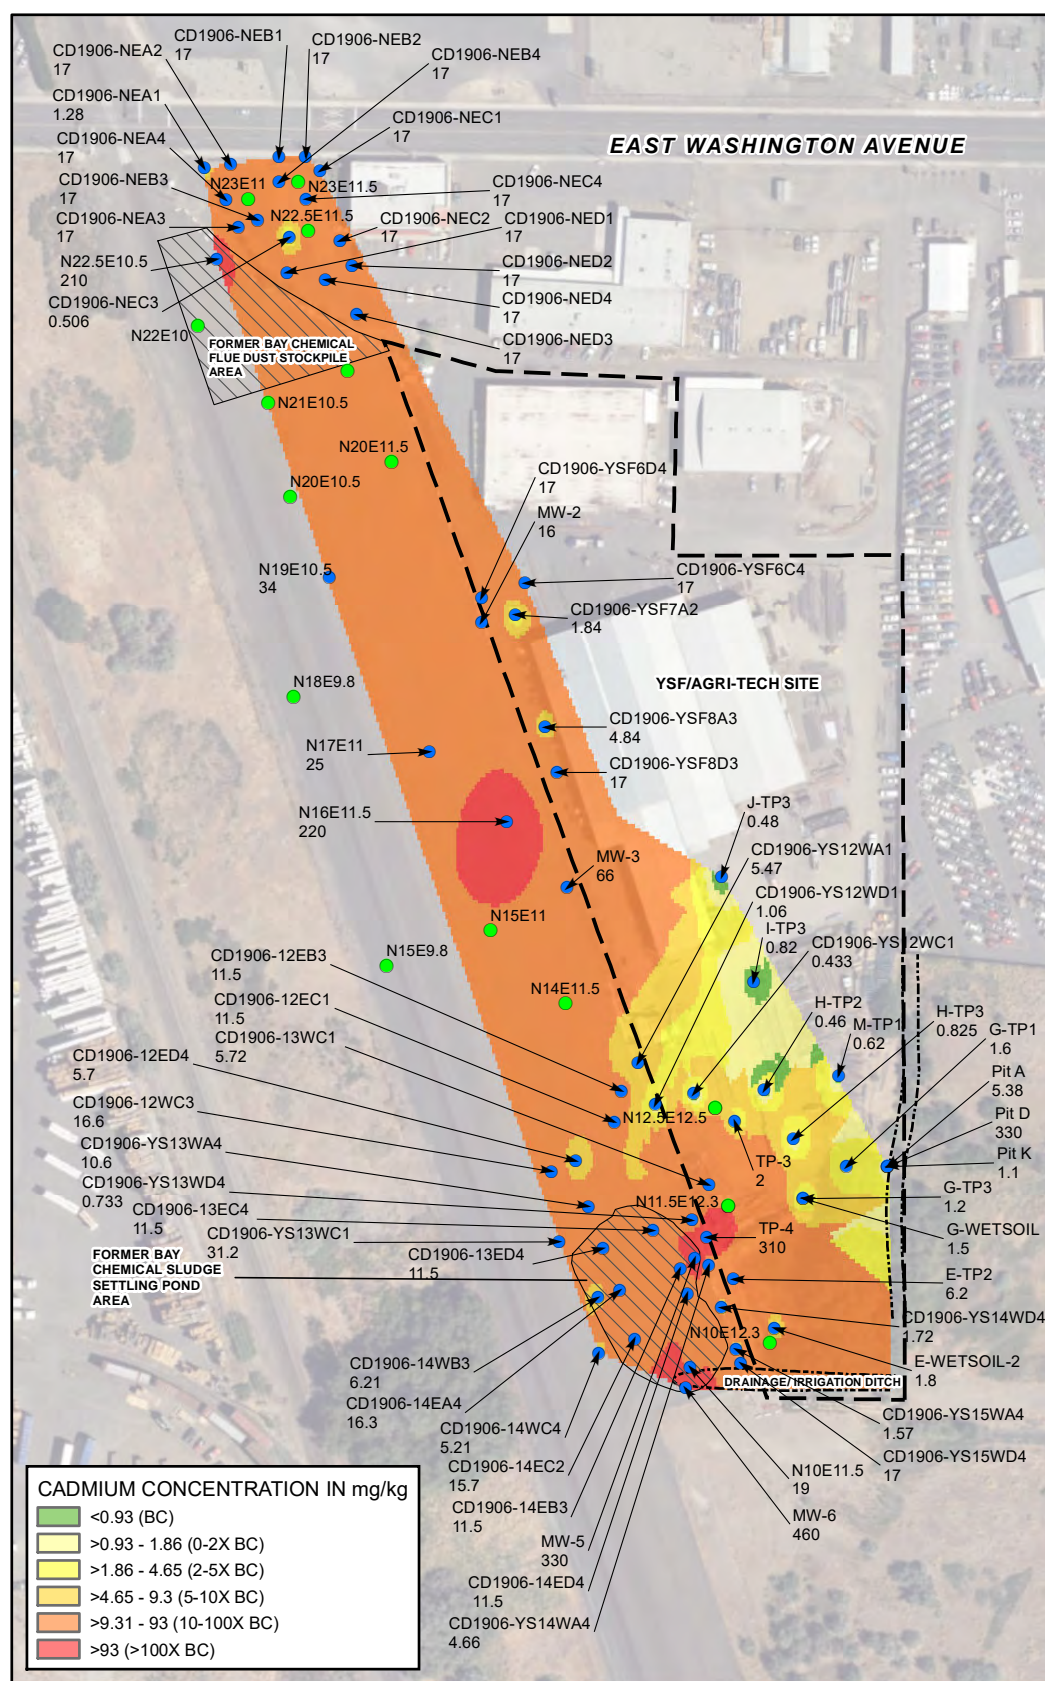 CD1906-NEB1
17
CD1906-NEB2
17
CD1906-NEA2
17
CD1906-NEB4
17
CD1906-NEA1
1.28
CD1906-NEC1
17
CD1906-NEA4
17
EAST WASHINGTON AVENUE
CD1906-NEB3
17
N23E11
N23E11.5
CD1906-NEC4
17
CD1906-NEA3
17
N22.5E11.5
CD1906-NEC2
17
CD1906-NED1
17
N22.5E10.5
210
CD1906-NED2
17
CD1906-NEC3
0.506
CD1906-NED4
17
N22E10
CD1906-NED3
17
FORMER BAY CHEMICAL
FLUE DUST STOCKPILE
AREA
N21E10.5
N20E11.5
N20E10.5
CD1906-YSF6D4
17
MW-2
16
N19E10.5
34
CD1906-YSF6C4
17
CD1906-YSF7A2
1.84
N18E9.8
YSF/AGRI-TECH SITE
CD1906-YSF8A3
4.84
N17E11
25
CD1906-YSF8D3
17
N16E11.5
220
J-TP3
0.48
CD1906-YS12WA1
5.47
MW-3
66
CD1906-YS12WD1
1.06
N15E11
I-TP3
0.82
CD1906-YS12WC1
0.433
N15E9.8
CD1906-12EB3
11.5
N14E11.5
H-TP2
0.46
H-TP3
0.825
CD1906-12EC1
11.5
M-TP1
0.62
G-TP1
1.6
CD1906-13WC1
5.72
CD1906-12ED4
5.7
Pit A
5.38
CD1906-12WC3
16.6
N12.5E12.5
Pit D
330
CD1906-YS13WA4
10.6
TP-3
2
Pit K
1.1
CD1906-YS13WD4
0.733
N11.5E12.3
G-TP3
1.2
CD1906-13EC4
11.5
TP-4
310
G-WETSOIL
1.5
CD1906-YS13WC1
31.2
FORMER BAY
CHEMICAL SLUDGE
SETTLING POND
AREA
CD1906-13ED4
11.5
E-TP2
6.2
CD1906-YS14WD4
1.72
N10E12.3
CD1906-14WB3
6.21
E-WETSOIL-2
1.8
DRAINAGE/IRRIGATION DITCH
CD1906-14EA4
16.3
CD1906-YS15WA4
1.57
CD1906-14WC4
5.21
CD1906-YS15WD4
17
CD1906-14EC2
15.7
N10E11.5
19
CD1906-14EB3
11.5
MW-6
460
MW-5
330
CD1906-14ED4
11.5
CD1906-YS14WA4
4.66
CADMIUM CONCENTRATION IN mg/kg
<0.93 (BC)
>0.93 - 1.86 (0-2X BC)
>1.86 - 4.65 (2-5X BC)
>4.65 - 9.3 (5-10X BC)
>9.31 - 93 (10-100X BC)
>93 (>100X BC)